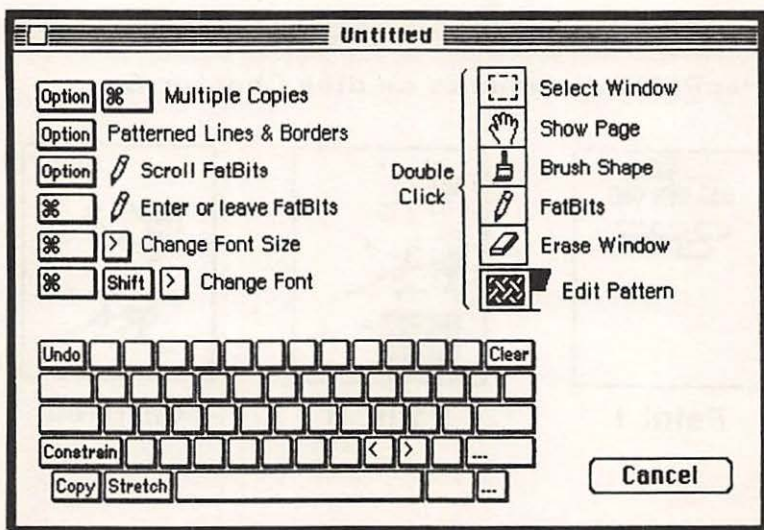 Untitled
Option ⌘ Multiple Copies
Option Patterned Lines & Borders
Option Scroll FatBits
⌘ Enter or leave FatBits
⌘ > Change Font Size
⌘ Shift > Change Font
Double
Click
Select Window
Show Page
Brush Shape
FatBits
Erase Window
Edit Pattern
Undo Clear
Constrain < > ...
Copy Stretch ...
Cancel